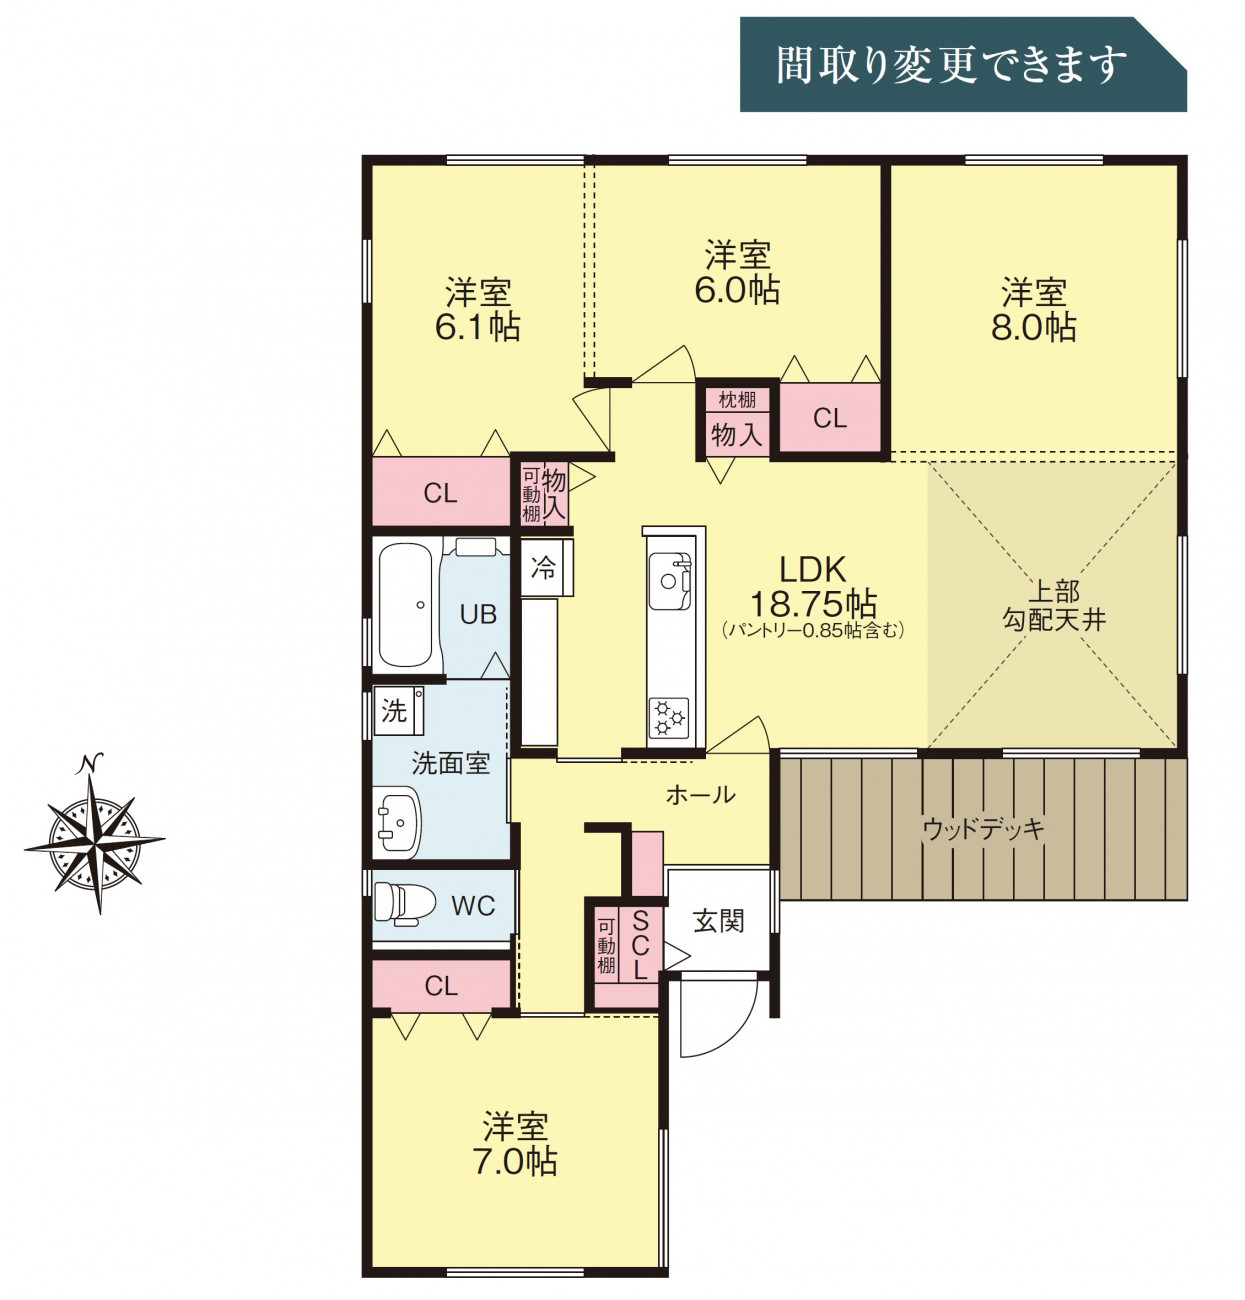 間取り変更できます
洋室
6.1帖
洋室
6.0帖
洋室
8.0帖
枕棚
物入
CL
CL
可動棚
物入
冷
UB
LDK
18.75帖
(パントリー0.85帖含む)
上部
勾配天井
洗
洗面室
N
ホール
ウッドデッキ
WC
可動棚
SCL
玄関
CL
洋室
7.0帖